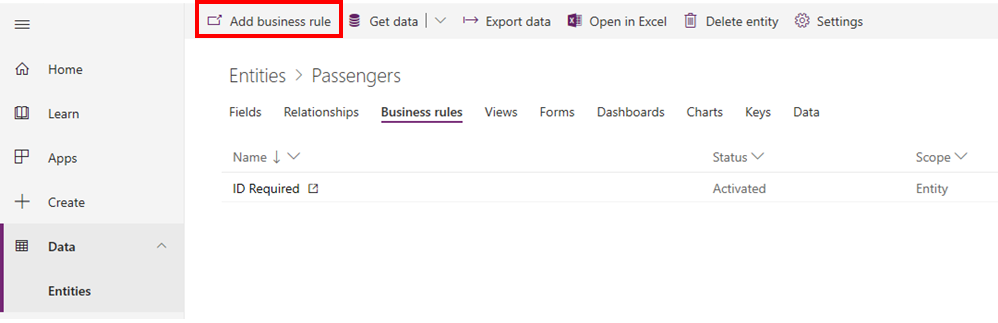 Add business rule Get data Export data Open in Excel Delete entity Settings
Home
Learn
Apps
Create
Data
Entities
Entities > Passengers
Fields Relationships Business rules Views Forms Dashboards Charts Keys Data
Name Status Scope
ID Required Activated Entity